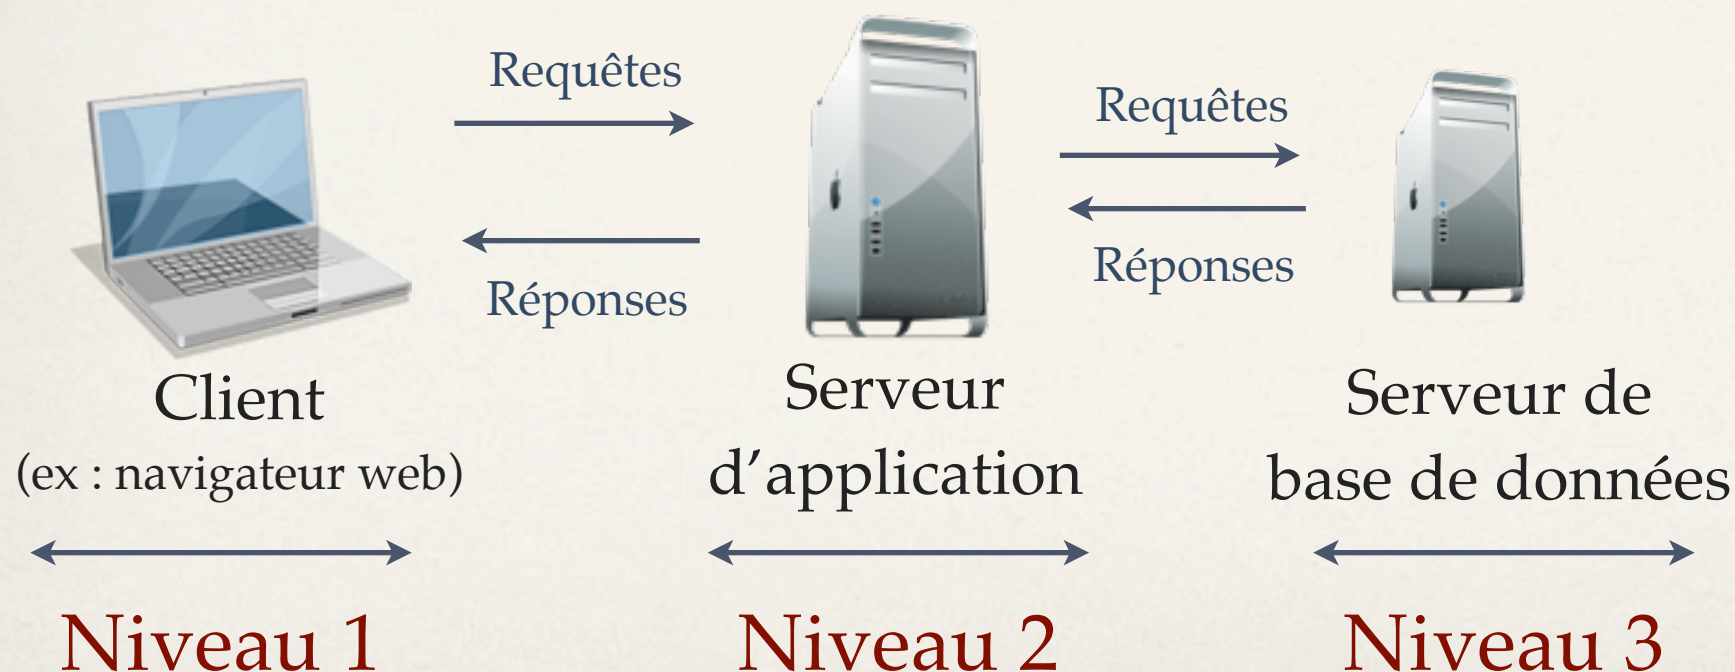 Requêtes
Réponses
Requêtes
Réponses
Client
(ex : navigateur web)
Serveur
d’application
Serveur de
base de données
Niveau 1
Niveau 2
Niveau 3